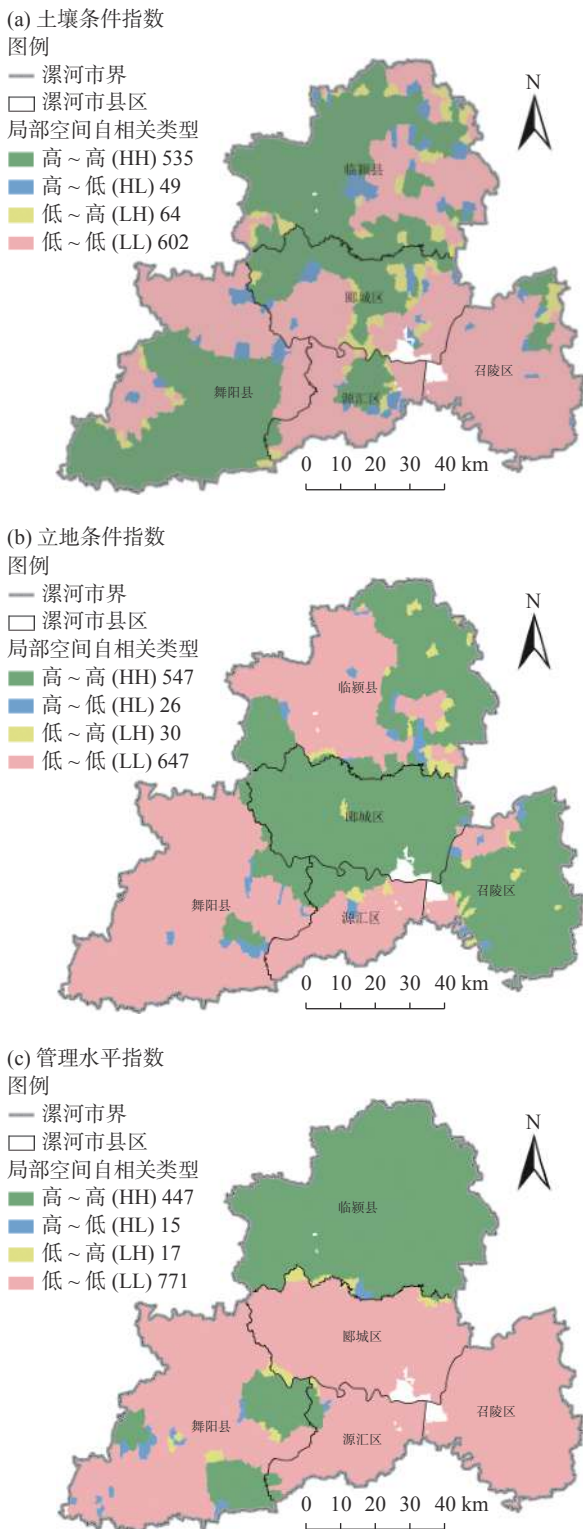 (a) 土壤条件指数
图例
漯河市界
漯河市县区
局部空间自相关类型
高 ~ 高 (HH) 535
高 ~ 低 (HL) 49
低 ~ 高 (LH) 64
低 ~ 低 (LL) 602
N
临颍县
郾城区
召陵区
舞阳县
源汇区
0 10 20 30 40 km
(b) 立地条件指数
图例
漯河市界
漯河市县区
局部空间自相关类型
高 ~ 高 (HH) 547
高 ~ 低 (HL) 26
低 ~ 高 (LH) 30
低 ~ 低 (LL) 647
N
临颍县
郾城区
召陵区
舞阳县
源汇区
0 10 20 30 40 km
(c) 管理水平指数
图例
漯河市界
漯河市县区
局部空间自相关类型
高 ~ 高 (HH) 447
高 ~ 低 (HL) 15
低 ~ 高 (LH) 17
低 ~ 低 (LL) 771
N
临颍县
郾城区
召陵区
舞阳县
源汇区
0 10 20 30 40 km